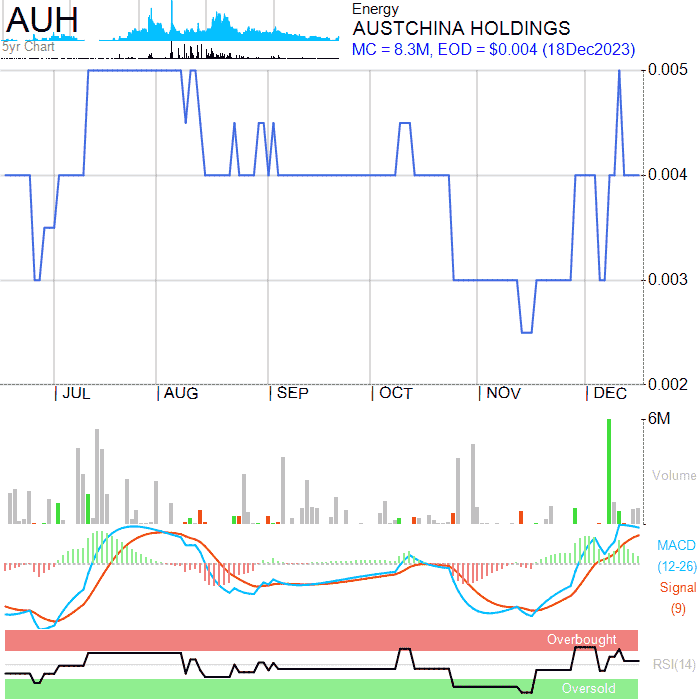 AUH
5yr Chart
Energy
AUSTCHINA HOLDINGS
MC = 8.3M, EOD = $0.004 (18Dec2023)
0.005
0.004
0.003
0.002
JUL AUG SEP OCT NOV DEC
6M
Volume
MACD
(12-26)
Signal
(9)
Overbought
RSI(14)
Oversold